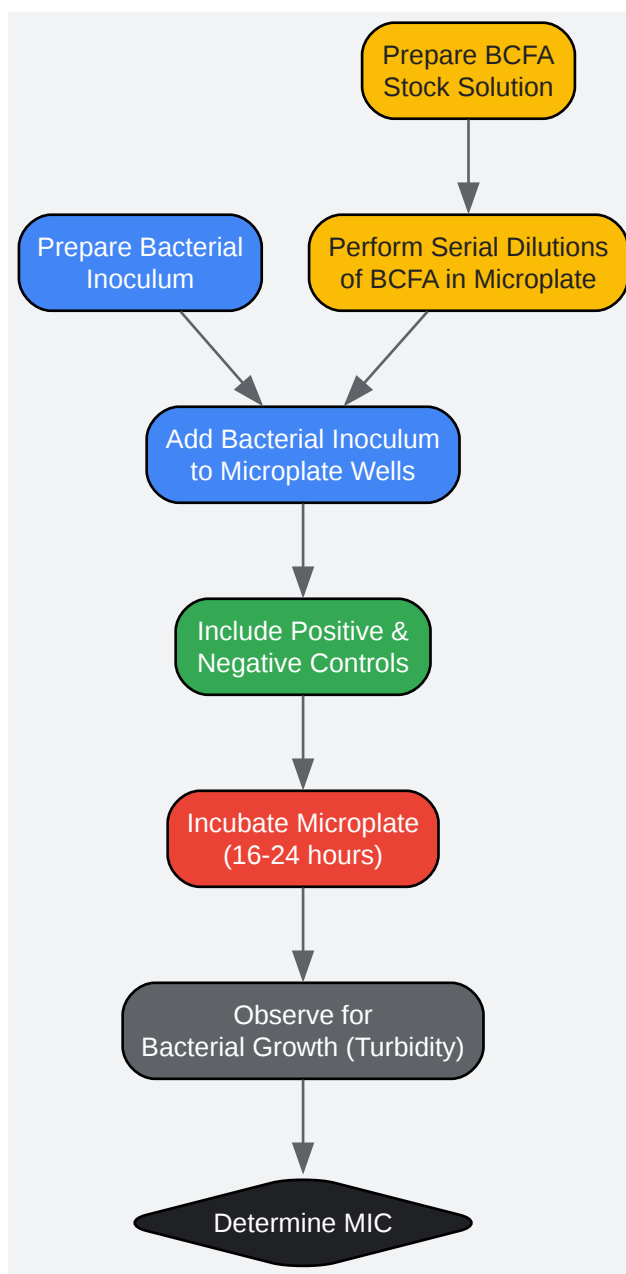 Prepare BCFA
Stock Solution
Prepare Bacterial
Inoculum
Perform Serial Dilutions
of BCFA in Microplate
Add Bacterial Inoculum
to Microplate Wells
Include Positive &
Negative Controls
Incubate Microplate
(16-24 hours)
Observe for
Bacterial Growth (Turbidity)
Determine MIC